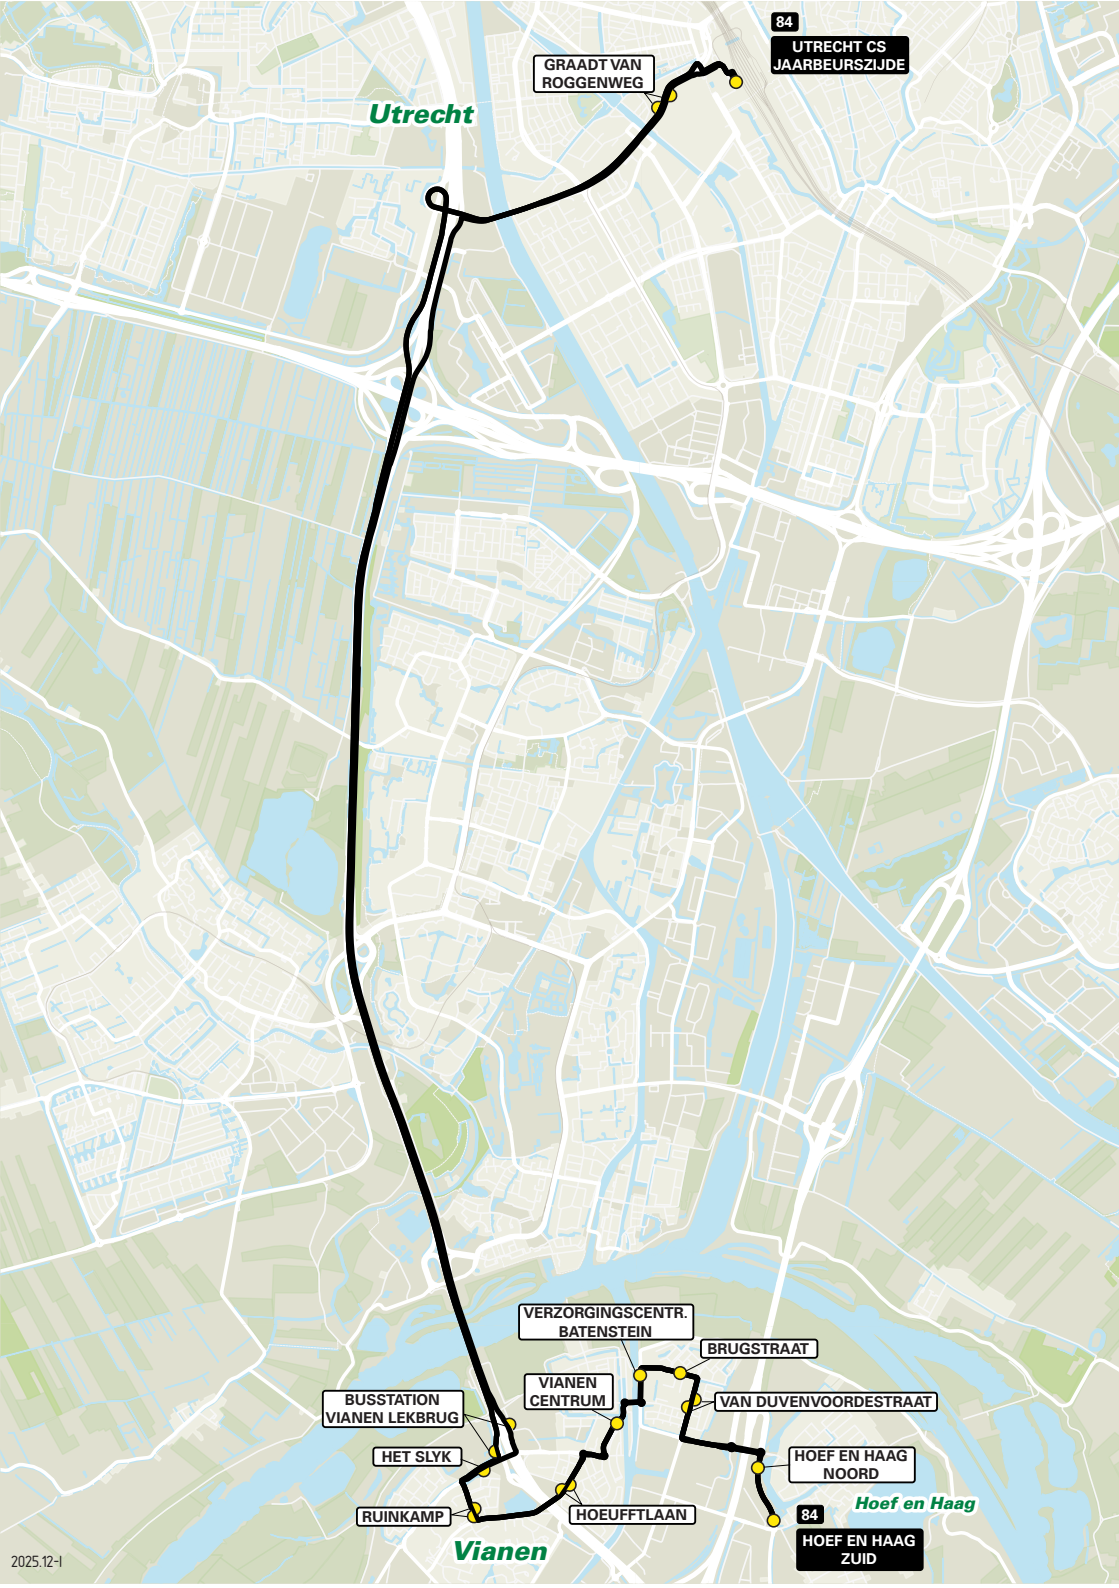 84
UTRECHT CS
JAARBEURSZIJDE
GRAADT VAN
ROGGENWEG
Utrecht
VERZORGINGSCENTR.
BATENSTEIN
BRUGSTRAAT
VIANEN
CENTRUM
BUSSTATION
VIANEN LEKBRUG
VAN DUVENVOORDESTRAAT
HET SLYK
HOEF EN HAAG
NOORD
Hoef en Haag
RUINKAMP
HOEUFFTLAAN
84
HOEF EN HAAG
ZUID
Vianen
2025.12-I